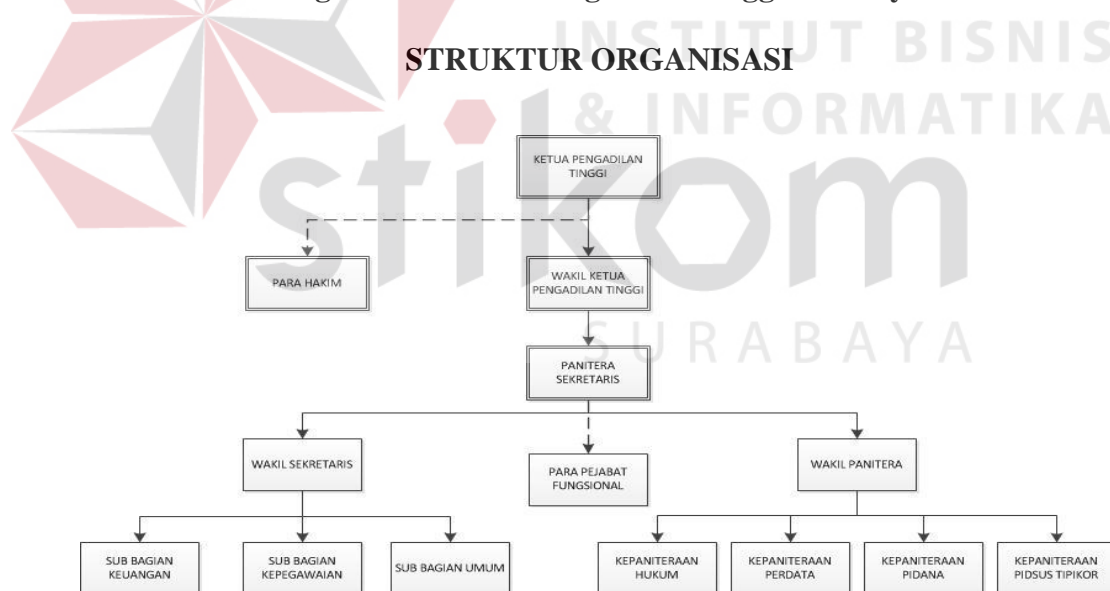 STRUKTUR ORGANISASI
INSTITUT BISNIS
& INFORMATIKA
stikom
SURABAYA
KETUA PENGADILAN
TINGGI
PARA HAKIM
WAKIL KETUA
PENGADILAN TINGGI
PANITERA
SEKRETARIS
WAKIL SEKRETARIS
PARA PEJABAT
FUNGSIONAL
WAKIL PANITERA
SUB BAGIAN
KEUANGAN
SUB BAGIAN
KEPEGAWAIAN
SUB BAGIAN UMUM
KEPANITERAAN
HUKUM
KEPANITERAAN
PERDATA
KEPANITERAAN
PIDANA
KEPANITERAAN
PIDSUS TIPIKOR